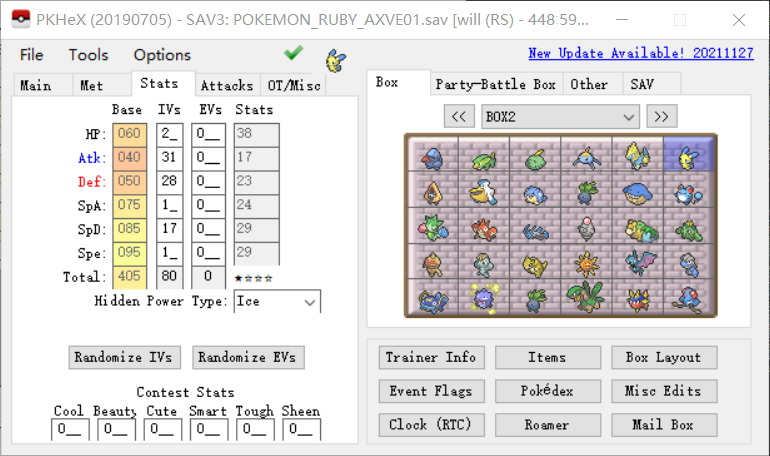 PKHeX (20190705) - SAV3: POKEMON_RUBY_AXVE01.sav [will (RS) - 448:59...
File Tools Options
New Update Available! 20211127
Main Met Stats Attacks OT/Misc
Base IVs EVs Stats
HP: 060 2_ 0__ 38
Atk: 040 31 0__ 17
Def: 050 28 0__ 23
SpA: 075 1_ 0__ 24
SpD: 085 17 0__ 29
Spe: 095 1_ 0__ 29
Total: 405 80 0 ★☆☆☆
Hidden Power Type: Ice
Randomize IVs Randomize EVs
Contest Stats
Cool Beauty Cute Smart Tough Sheen
0__ 0__ 0__ 0__ 0__ 0__
Box Party-Battle Box Other SAV
<< BOX2 >>
Trainer Info Items Box Layout
Event Flags Pokédex Misc Edits
Clock (RTC) Roamer Mail Box